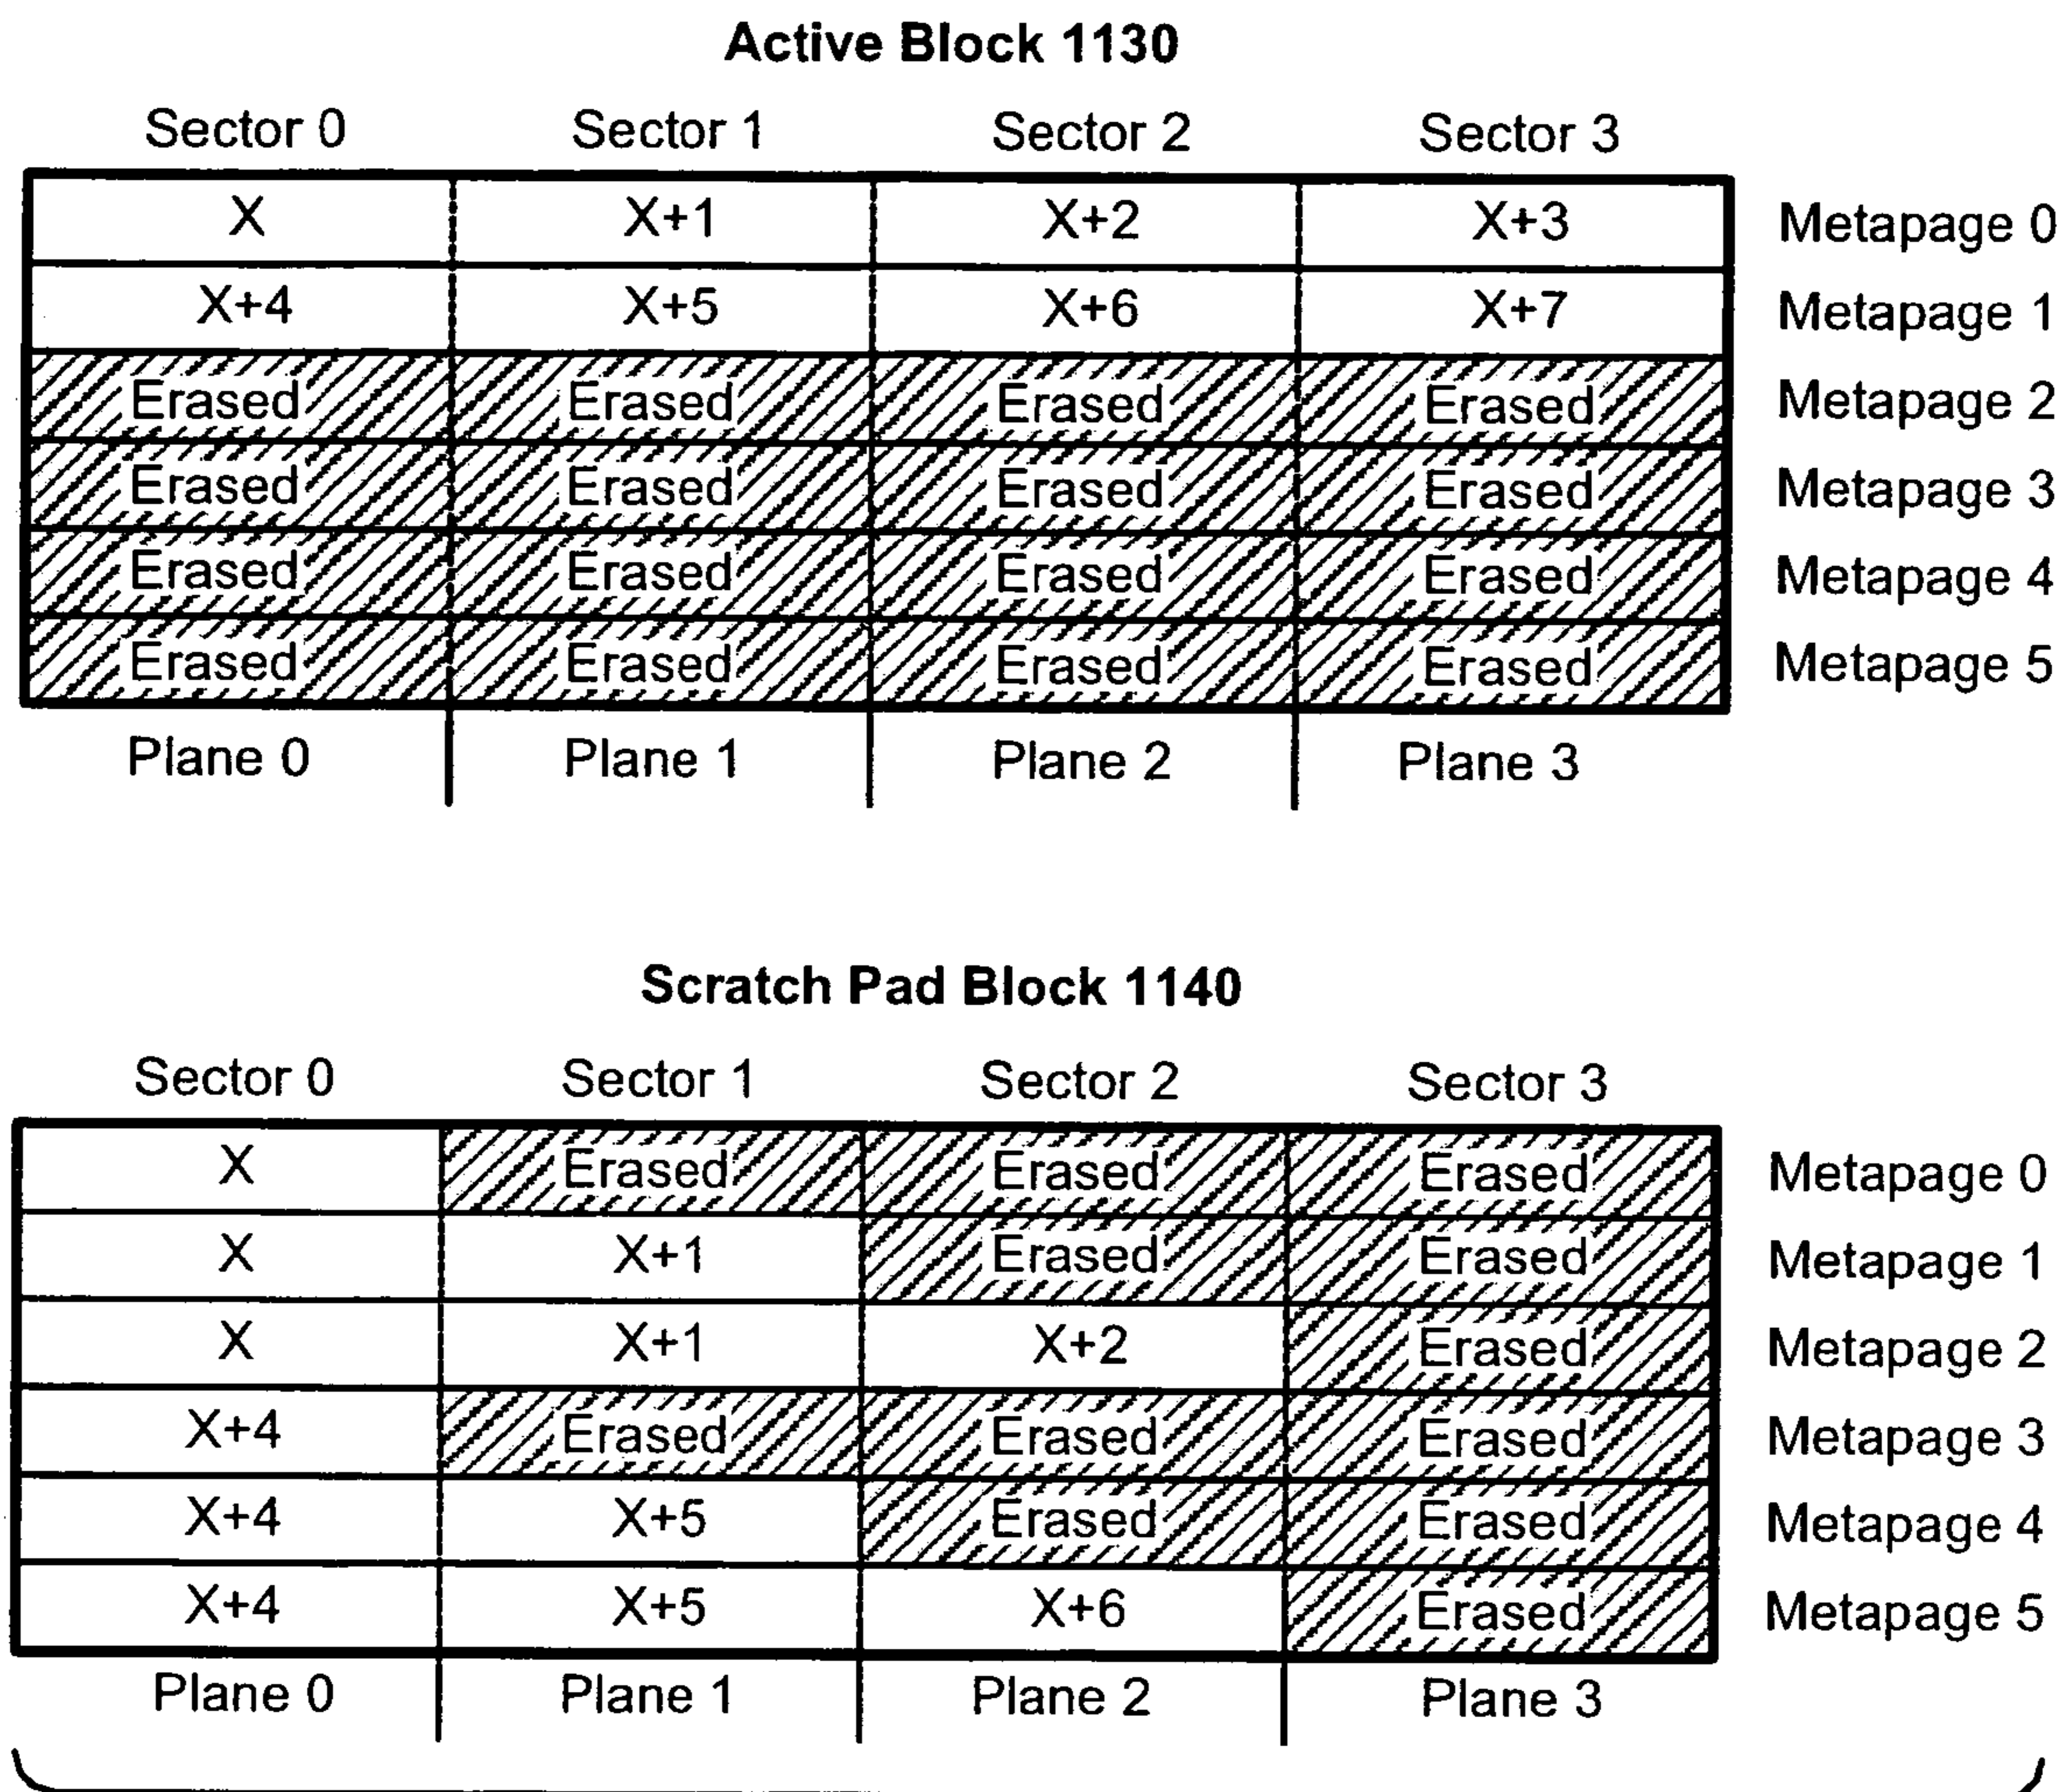 Active Block 1130
Sector 0 Sector 1 Sector 2 Sector 3
X X+1 X+2 X+3 Metapage 0
X+4 X+5 X+6 X+7 Metapage 1
Erased Erased Erased Erased Metapage 2
Erased Erased Erased Erased Metapage 3
Erased Erased Erased Erased Metapage 4
Erased Erased Erased Erased Metapage 5
Plane 0 Plane 1 Plane 2 Plane 3
Scratch Pad Block 1140
Sector 0 Sector 1 Sector 2 Sector 3
X Erased Erased Erased Metapage 0
X X+1 Erased Erased Metapage 1
X X+1 X+2 Erased Metapage 2
X+4 Erased Erased Erased Metapage 3
X+4 X+5 Erased Erased Metapage 4
X+4 X+5 X+6 Erased Metapage 5
Plane 0 Plane 1 Plane 2 Plane 3